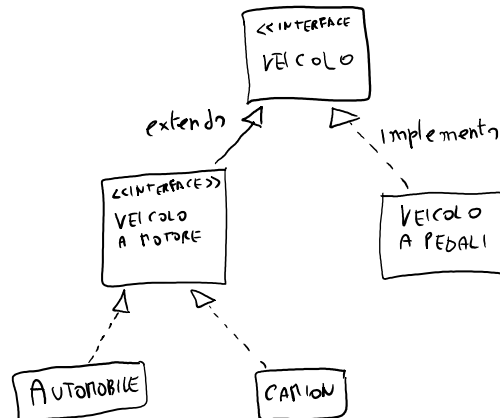 <<INTERFACE
VEICOLO
extends
implements
<<INTERFACE>>
VEICOLO
A MOTORE
VEICOLO
A PEDALI
AUTOMOBILE
CAMION